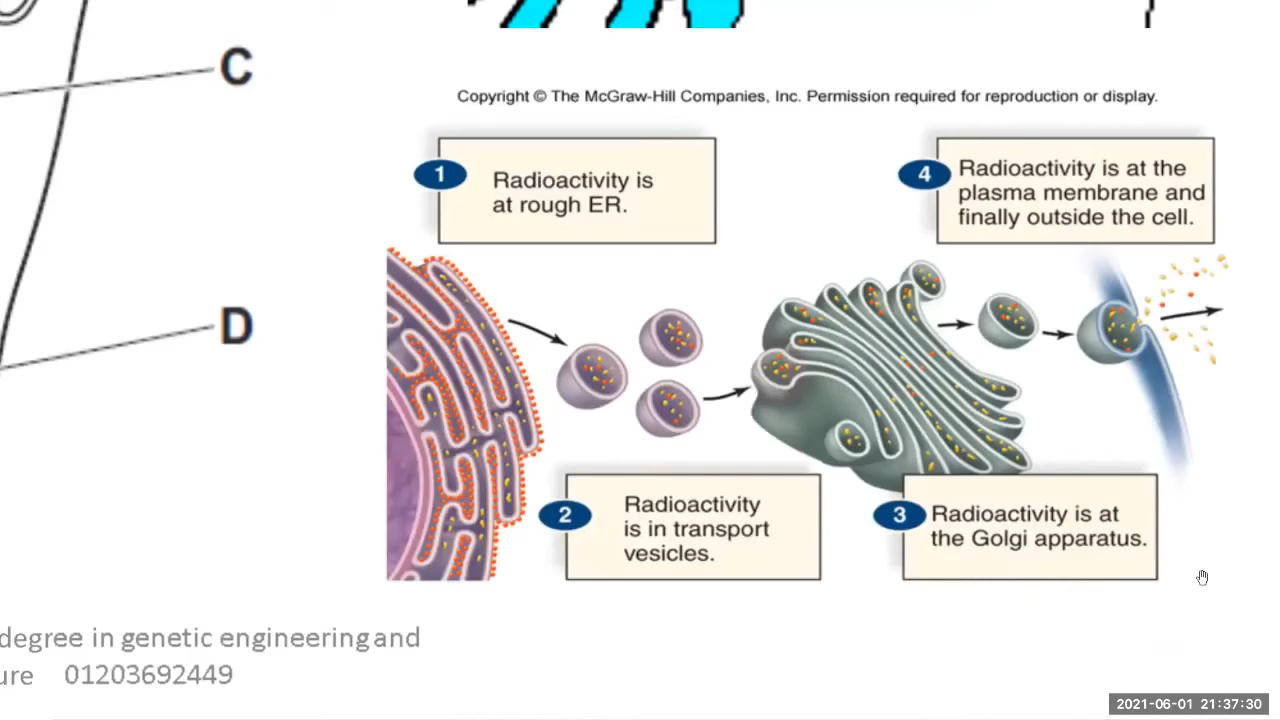 C
Copyright © The McGraw-Hill Companies, Inc. Permission required for reproduction or display.
1
Radioactivity is
at rough ER.
4
Radioactivity is at the
plasma membrane and
finally outside the cell.
D
2
Radioactivity
is in transport
vesicles.
3
Radioactivity is at
the Golgi apparatus.
degree in genetic engineering and
ure 01203692449
2021-06-01 21:37:30